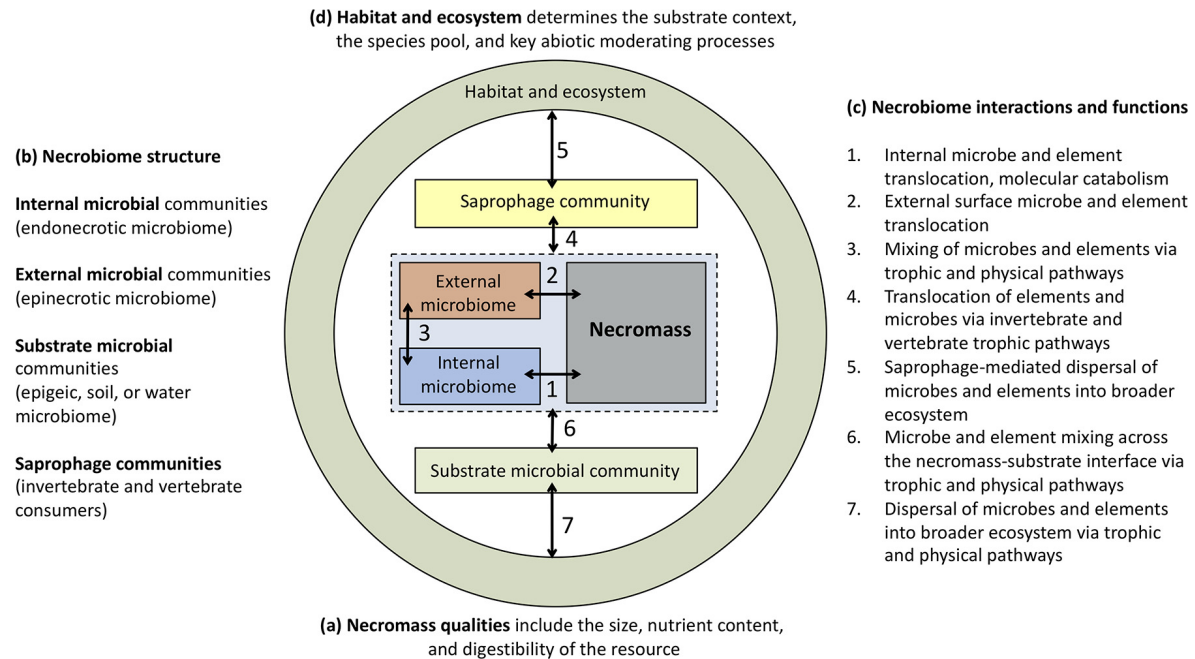 (d) Habitat and ecosystem determines the substrate context,
the species pool, and key abiotic moderating processes
(b) Necrobiome structure
Internal microbial communities
(endonecrotic microbiome)
External microbial communities
(epinecrotic microbiome)
Substrate microbial
communities
(epigeic, soil, or water
microbiome)
Saprophage communities
(invertebrate and vertebrate
consumers)
Habitat and ecosystem
5
Saprophage community
4
External
microbiome
2
Necromass
3
Internal
microbiome
1
6
Substrate microbial community
7
(c) Necrobiome interactions and functions
1. Internal microbe and element
translocation, molecular catabolism
2. External surface microbe and element
translocation
3. Mixing of microbes and elements via
trophic and physical pathways
4. Translocation of elements and
microbes via invertebrate and
vertebrate trophic pathways
5. Saprophage-mediated dispersal of
microbes and elements into broader
ecosystem
6. Microbe and element mixing across
the necromass-substrate interface via
trophic and physical pathways
7. Dispersal of microbes and elements
into broader ecosystem via trophic
and physical pathways
(a) Necromass qualities include the size, nutrient content,
and digestibility of the resource